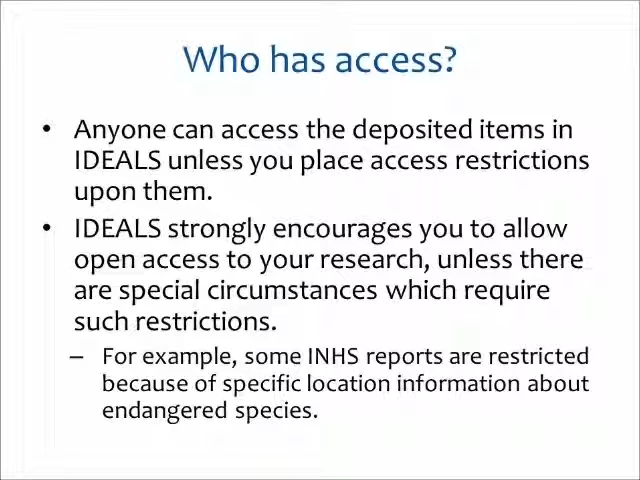 Who has access?
• Anyone can access the deposited items in
IDEALS unless you place access restrictions
upon them.
• IDEALS strongly encourages you to allow
open access to your research, unless there
are special circumstances which require
such restrictions.
– For example, some INHS reports are restricted
because of specific location information about
endangered species.